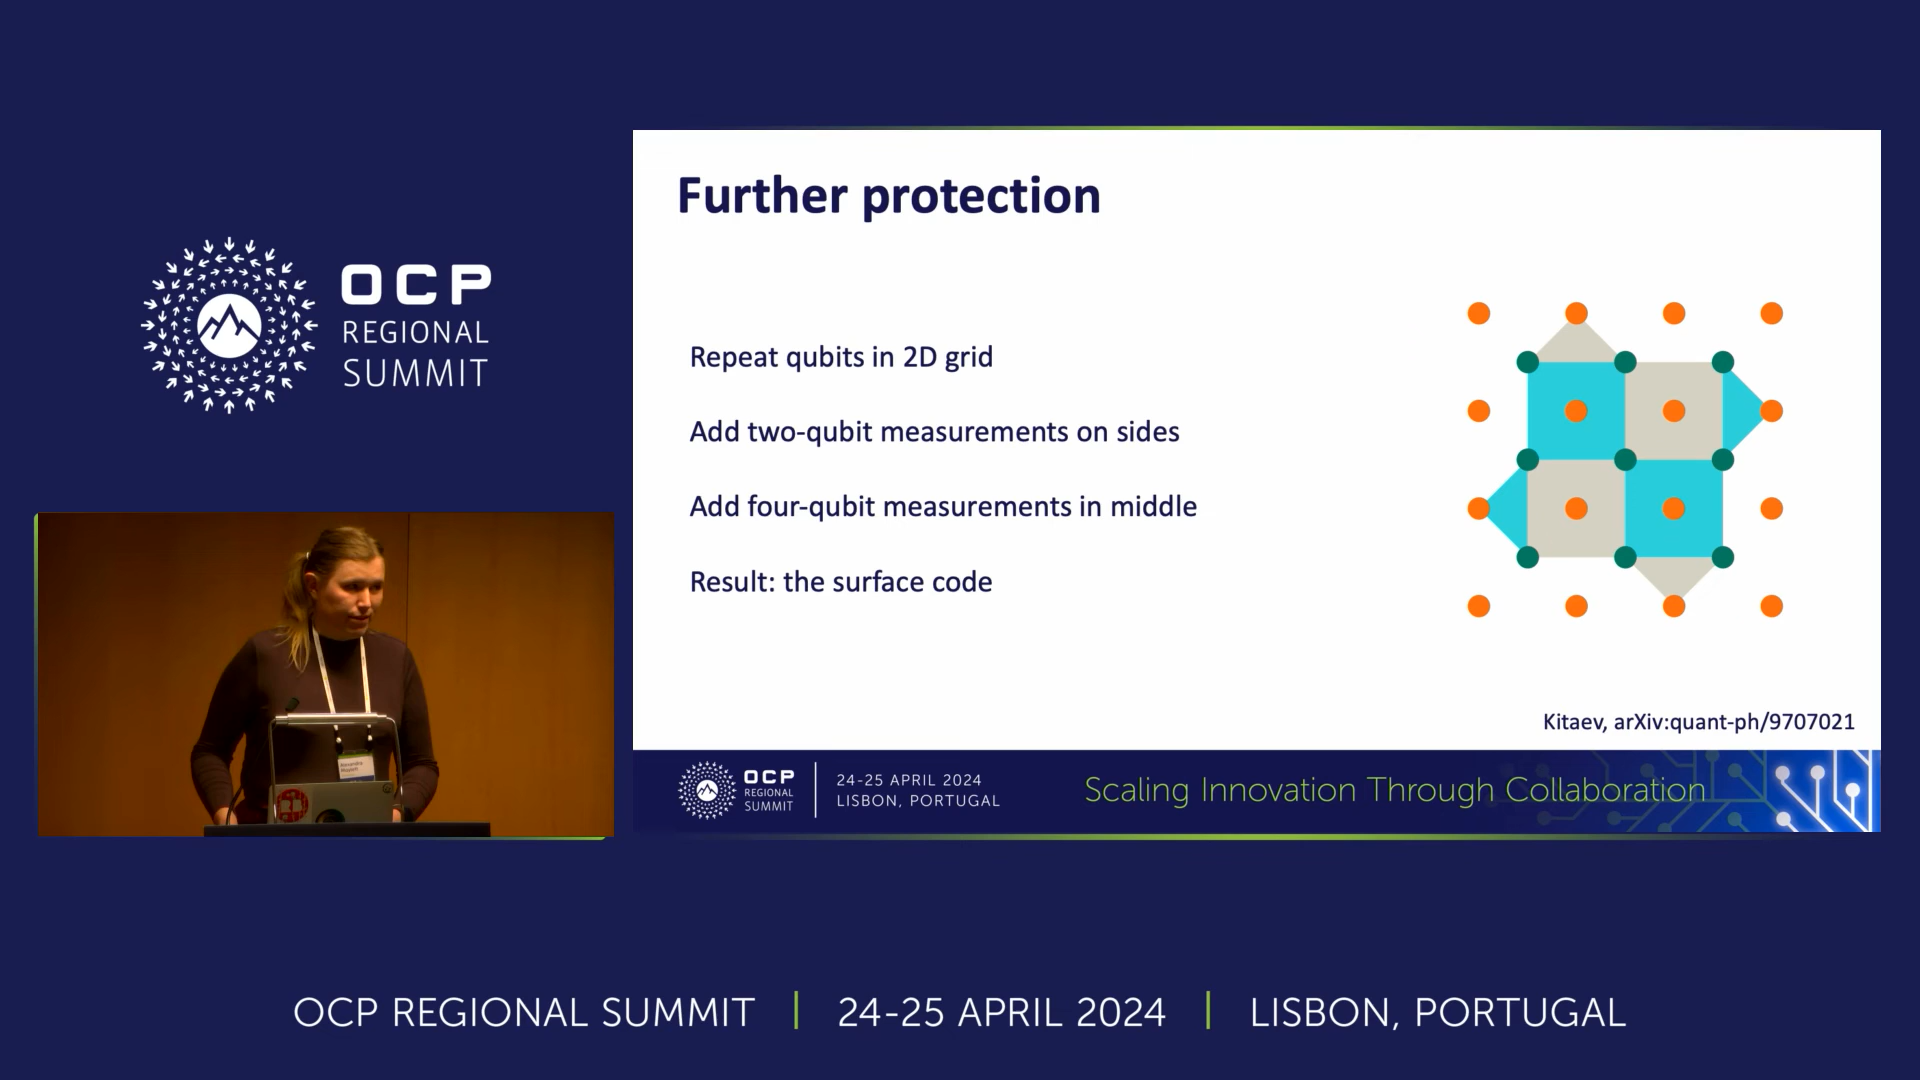 OCP
REGIONAL
SUMMIT
Further protection
Repeat qubits in 2D grid
Add two-qubit measurements on sides
Add four-qubit measurements in middle
Result: the surface code
Kitaev, arXiv:quant-ph/9707021
OCP
REGIONAL
SUMMIT
24-25 APRIL 2024
LISBON, PORTUGAL
Scaling Innovation Through Collaboration
OCP REGIONAL SUMMIT | 24-25 APRIL 2024 | LISBON, PORTUGAL